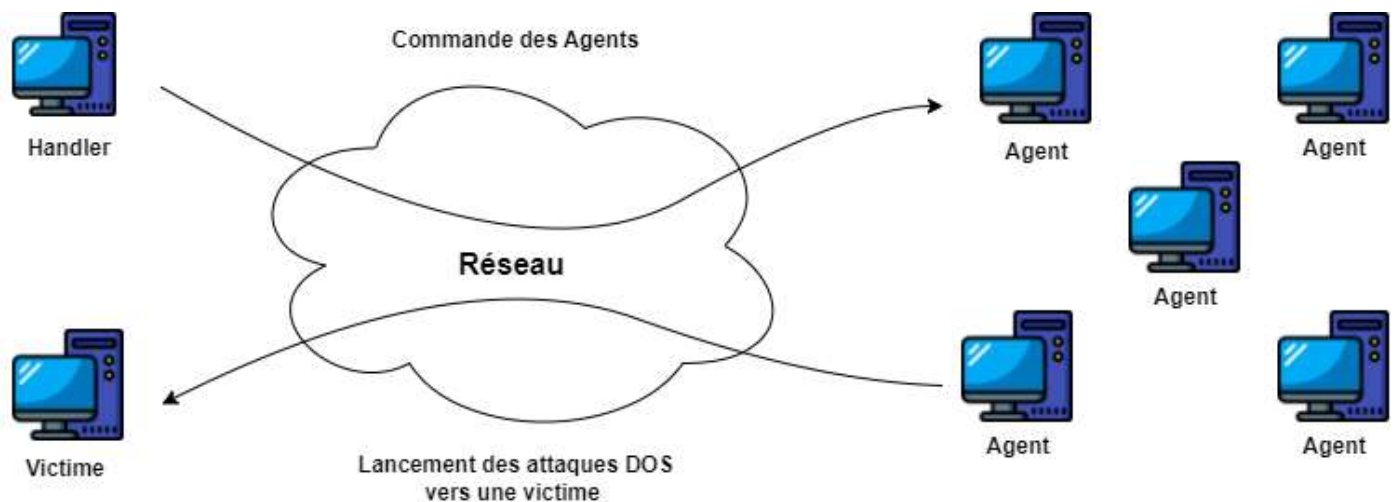 Commande des Agents
Handler
Agent
Agent
Réseau
Agent
Victime
Agent
Agent
Lancement des attaques DOS
vers une victime